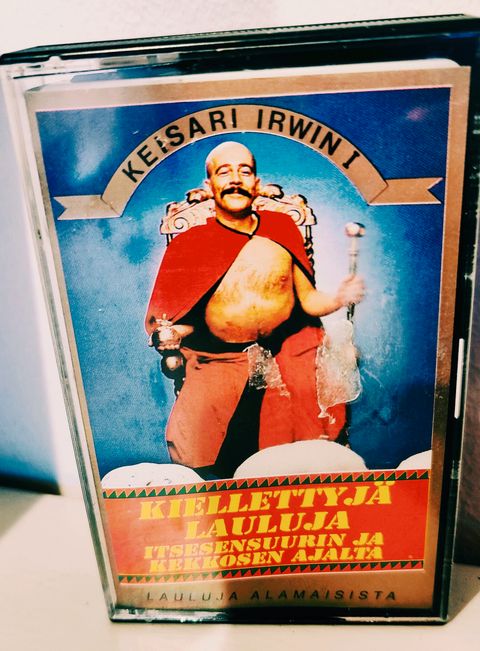 KEISARI IRWIN I
KIELLETTYJÄ
LAULUJA
ITSESENSUURIN JA
KEKKOSEN AJALTA
LAULUJA ALAMAISISTA